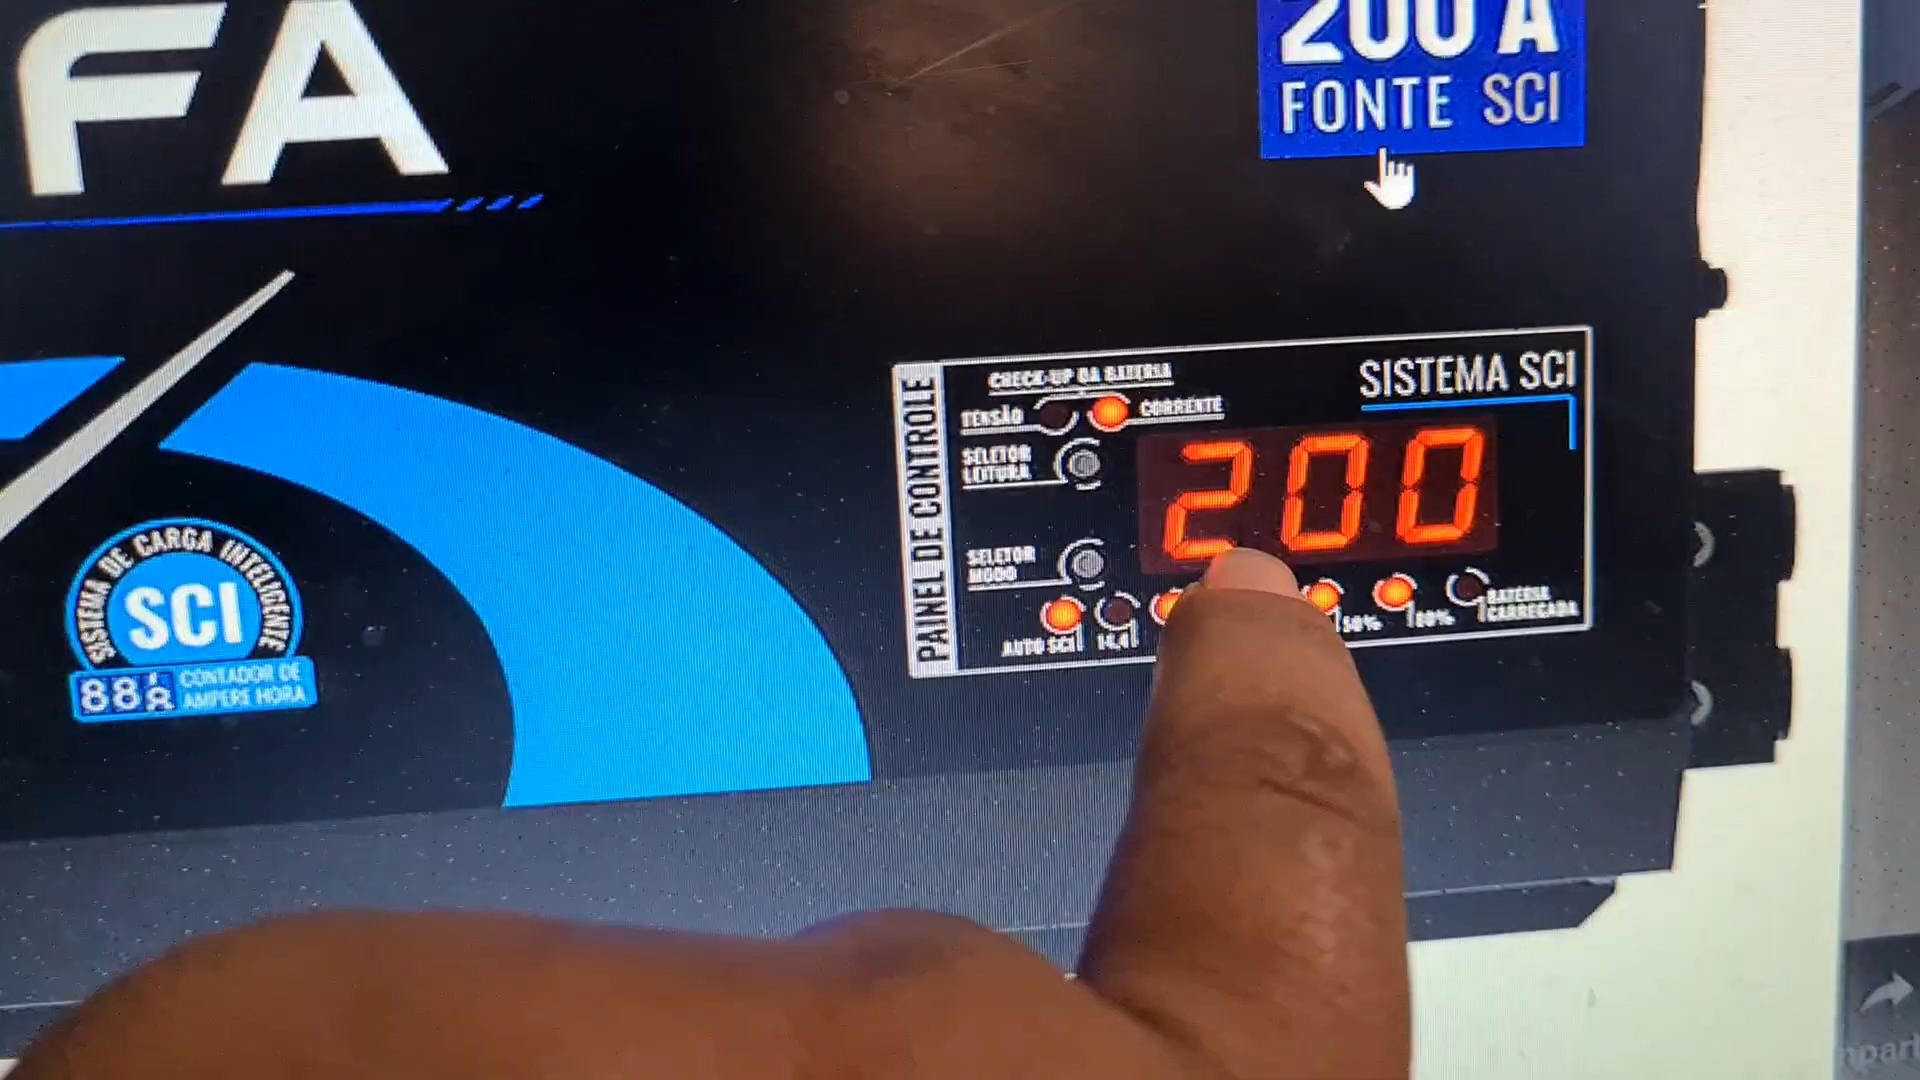 FA
200 A
FONTE SCI
SISTEMA SCI
PAINEL DE CONTROLE
CHECK-UP DA BATERIA
TENSÃO
CORRENTE
SELETOR
LEITURA
200
SELETOR
MODO
AUTO SCI
14,4
50%
80%
BATERIA
CARREGADA
SISTEMA DE CARGA INTELIGENTE
SCI
CONTADOR DE
AMPERE HORA